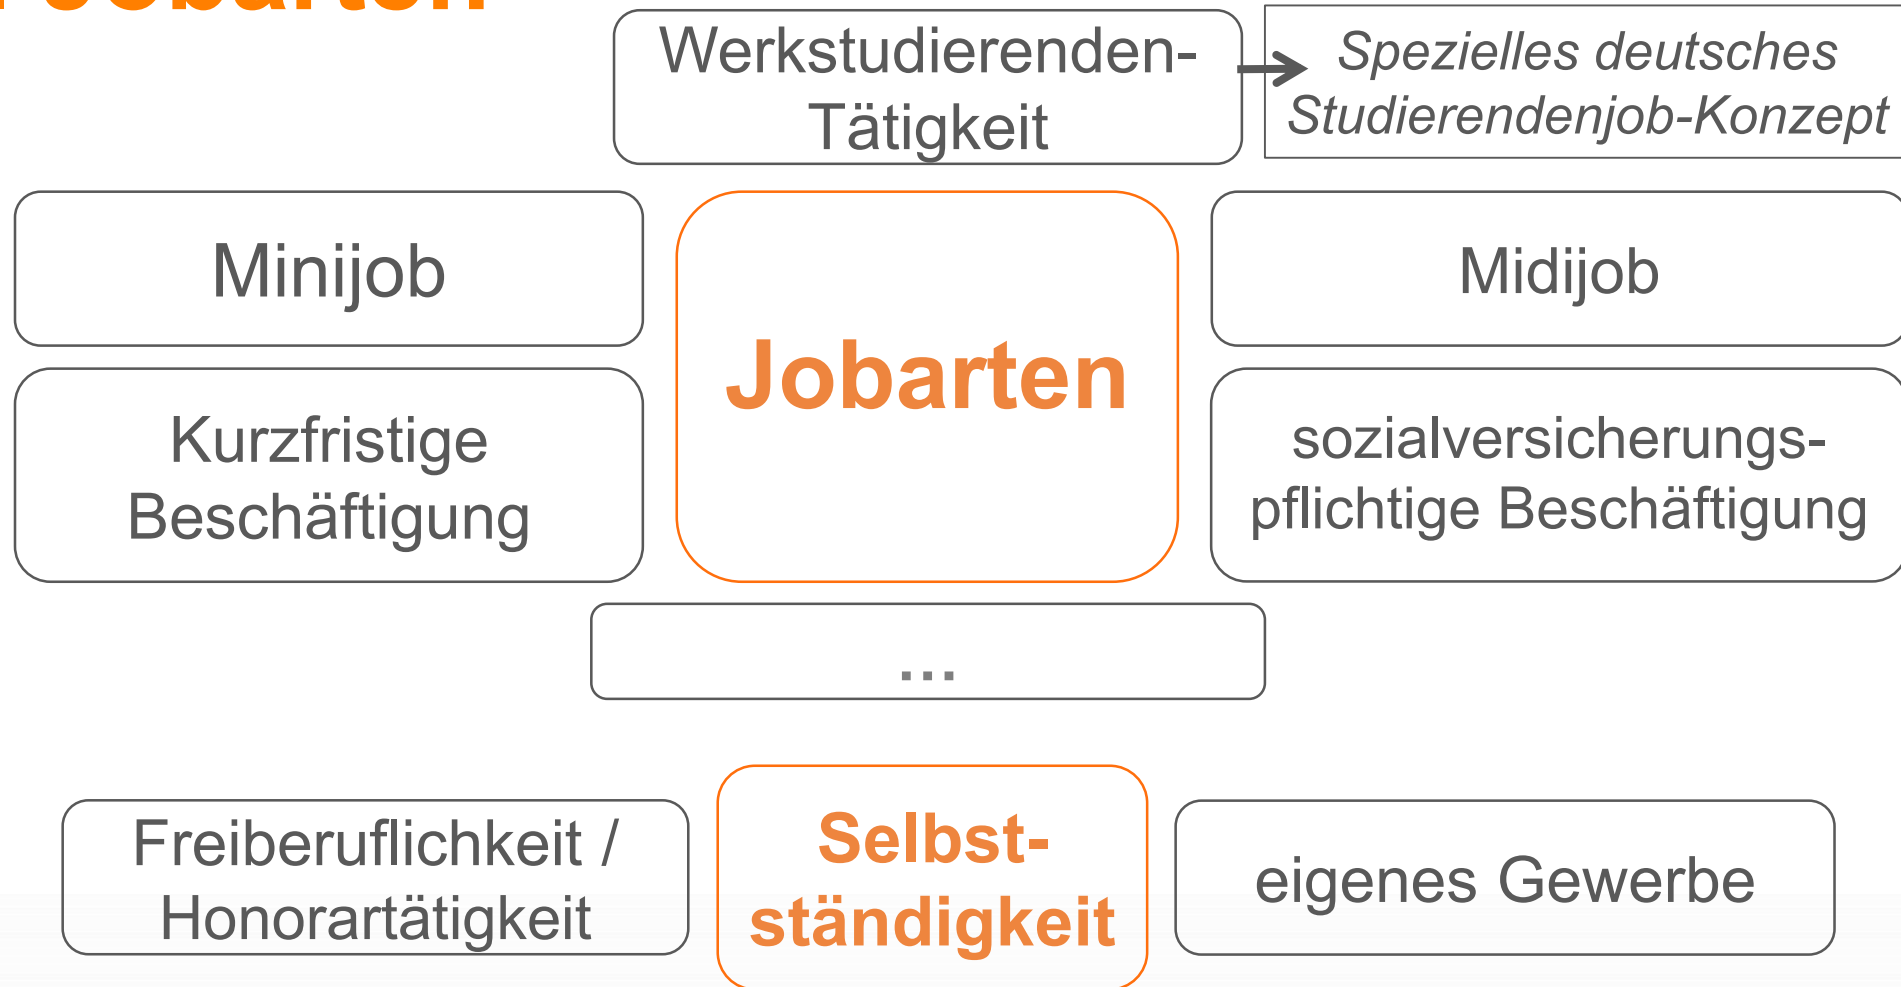 Jobarten
Werkstudierenden-
Tätigkeit
Spezielles deutsches
Studierendenjob-Konzept
Minijob
Jobarten
Midijob
Kurzfristige
Beschäftigung
sozialversicherungs-
pflichtige Beschäftigung
...
Freiberuflichkeit /
Honorartätigkeit
Selbst-
ständigkeit
eigenes Gewerbe